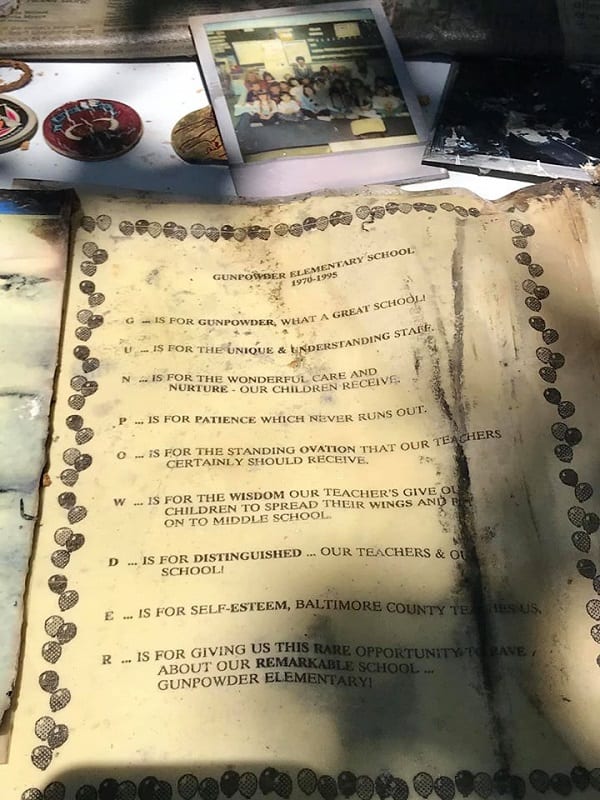 GUNPOWDER ELEMENTARY SCHOOL
1970-1995
G ... IS FOR GUNPOWDER, WHAT A GREAT SCHOOL!
U ... IS FOR THE UNIQUE & UNDERSTANDING STAFF.
N ... IS FOR THE WONDERFUL CARE AND
NURTURE - OUR CHILDREN RECEIVE.
P ... IS FOR PATIENCE WHICH NEVER RUNS OUT.
O ... IS FOR THE STANDING OVATION THAT OUR TEACHERS
CERTAINLY SHOULD RECEIVE.
W ... IS FOR THE WISDOM OUR TEACHER'S GIVE
CHILDREN TO SPREAD THEIR WINGS AND
ON TO MIDDLE SCHOOL.
D ... IS FOR DISTINGUISHED ... OUR TEACHERS &
SCHOOL!
E ... IS FOR SELF-ESTEEM, BALTIMORE COUNTY TEACHES US.
R ... IS FOR GIVING US THIS RARE OPPORTUNITY TO RAVE
ABOUT OUR REMARKABLE SCHOOL ...
GUNPOWDER ELEMENTARY!